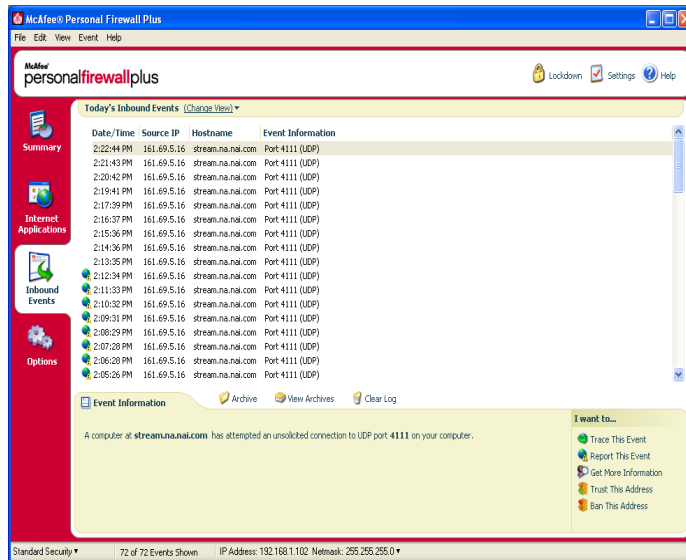 McAfee® Personal Firewall Plus
File Edit View Event Help
McAfee®
personalfirewallplus
Lockdown Settings Help
Today's Inbound Events (Change View)
Date/Time Source IP Hostname Event Information
2:22:44 PM 161.69.5.16 stream.na.nai.com Port 4111 (UDP)
2:21:43 PM 161.69.5.16 stream.na.nai.com Port 4111 (UDP)
2:20:42 PM 161.69.5.16 stream.na.nai.com Port 4111 (UDP)
2:19:41 PM 161.69.5.16 stream.na.nai.com Port 4111 (UDP)
2:17:39 PM 161.69.5.16 stream.na.nai.com Port 4111 (UDP)
2:16:37 PM 161.69.5.16 stream.na.nai.com Port 4111 (UDP)
2:15:36 PM 161.69.5.16 stream.na.nai.com Port 4111 (UDP)
2:14:36 PM 161.69.5.16 stream.na.nai.com Port 4111 (UDP)
2:13:35 PM 161.69.5.16 stream.na.nai.com Port 4111 (UDP)
2:12:34 PM 161.69.5.16 stream.na.nai.com Port 4111 (UDP)
2:11:33 PM 161.69.5.16 stream.na.nai.com Port 4111 (UDP)
2:10:32 PM 161.69.5.16 stream.na.nai.com Port 4111 (UDP)
2:09:31 PM 161.69.5.16 stream.na.nai.com Port 4111 (UDP)
2:08:29 PM 161.69.5.16 stream.na.nai.com Port 4111 (UDP)
2:07:28 PM 161.69.5.16 stream.na.nai.com Port 4111 (UDP)
2:06:28 PM 161.69.5.16 stream.na.nai.com Port 4111 (UDP)
2:05:26 PM 161.69.5.16 stream.na.nai.com Port 4111 (UDP)
Summary
Internet
Applications
Inbound
Events
Options
Event Information
Archive View Archives Clear Log
A computer at stream.na.nai.com has attempted an unsolicited connection to UDP port 4111 on your computer.
I want to...
Trace This Event
Report This Event
Get More Information
Trust This Address
Ban This Address
Standard Security 72 of 72 Events Shown IP Address: 192.168.1.102 Netmask: 255.255.255.0